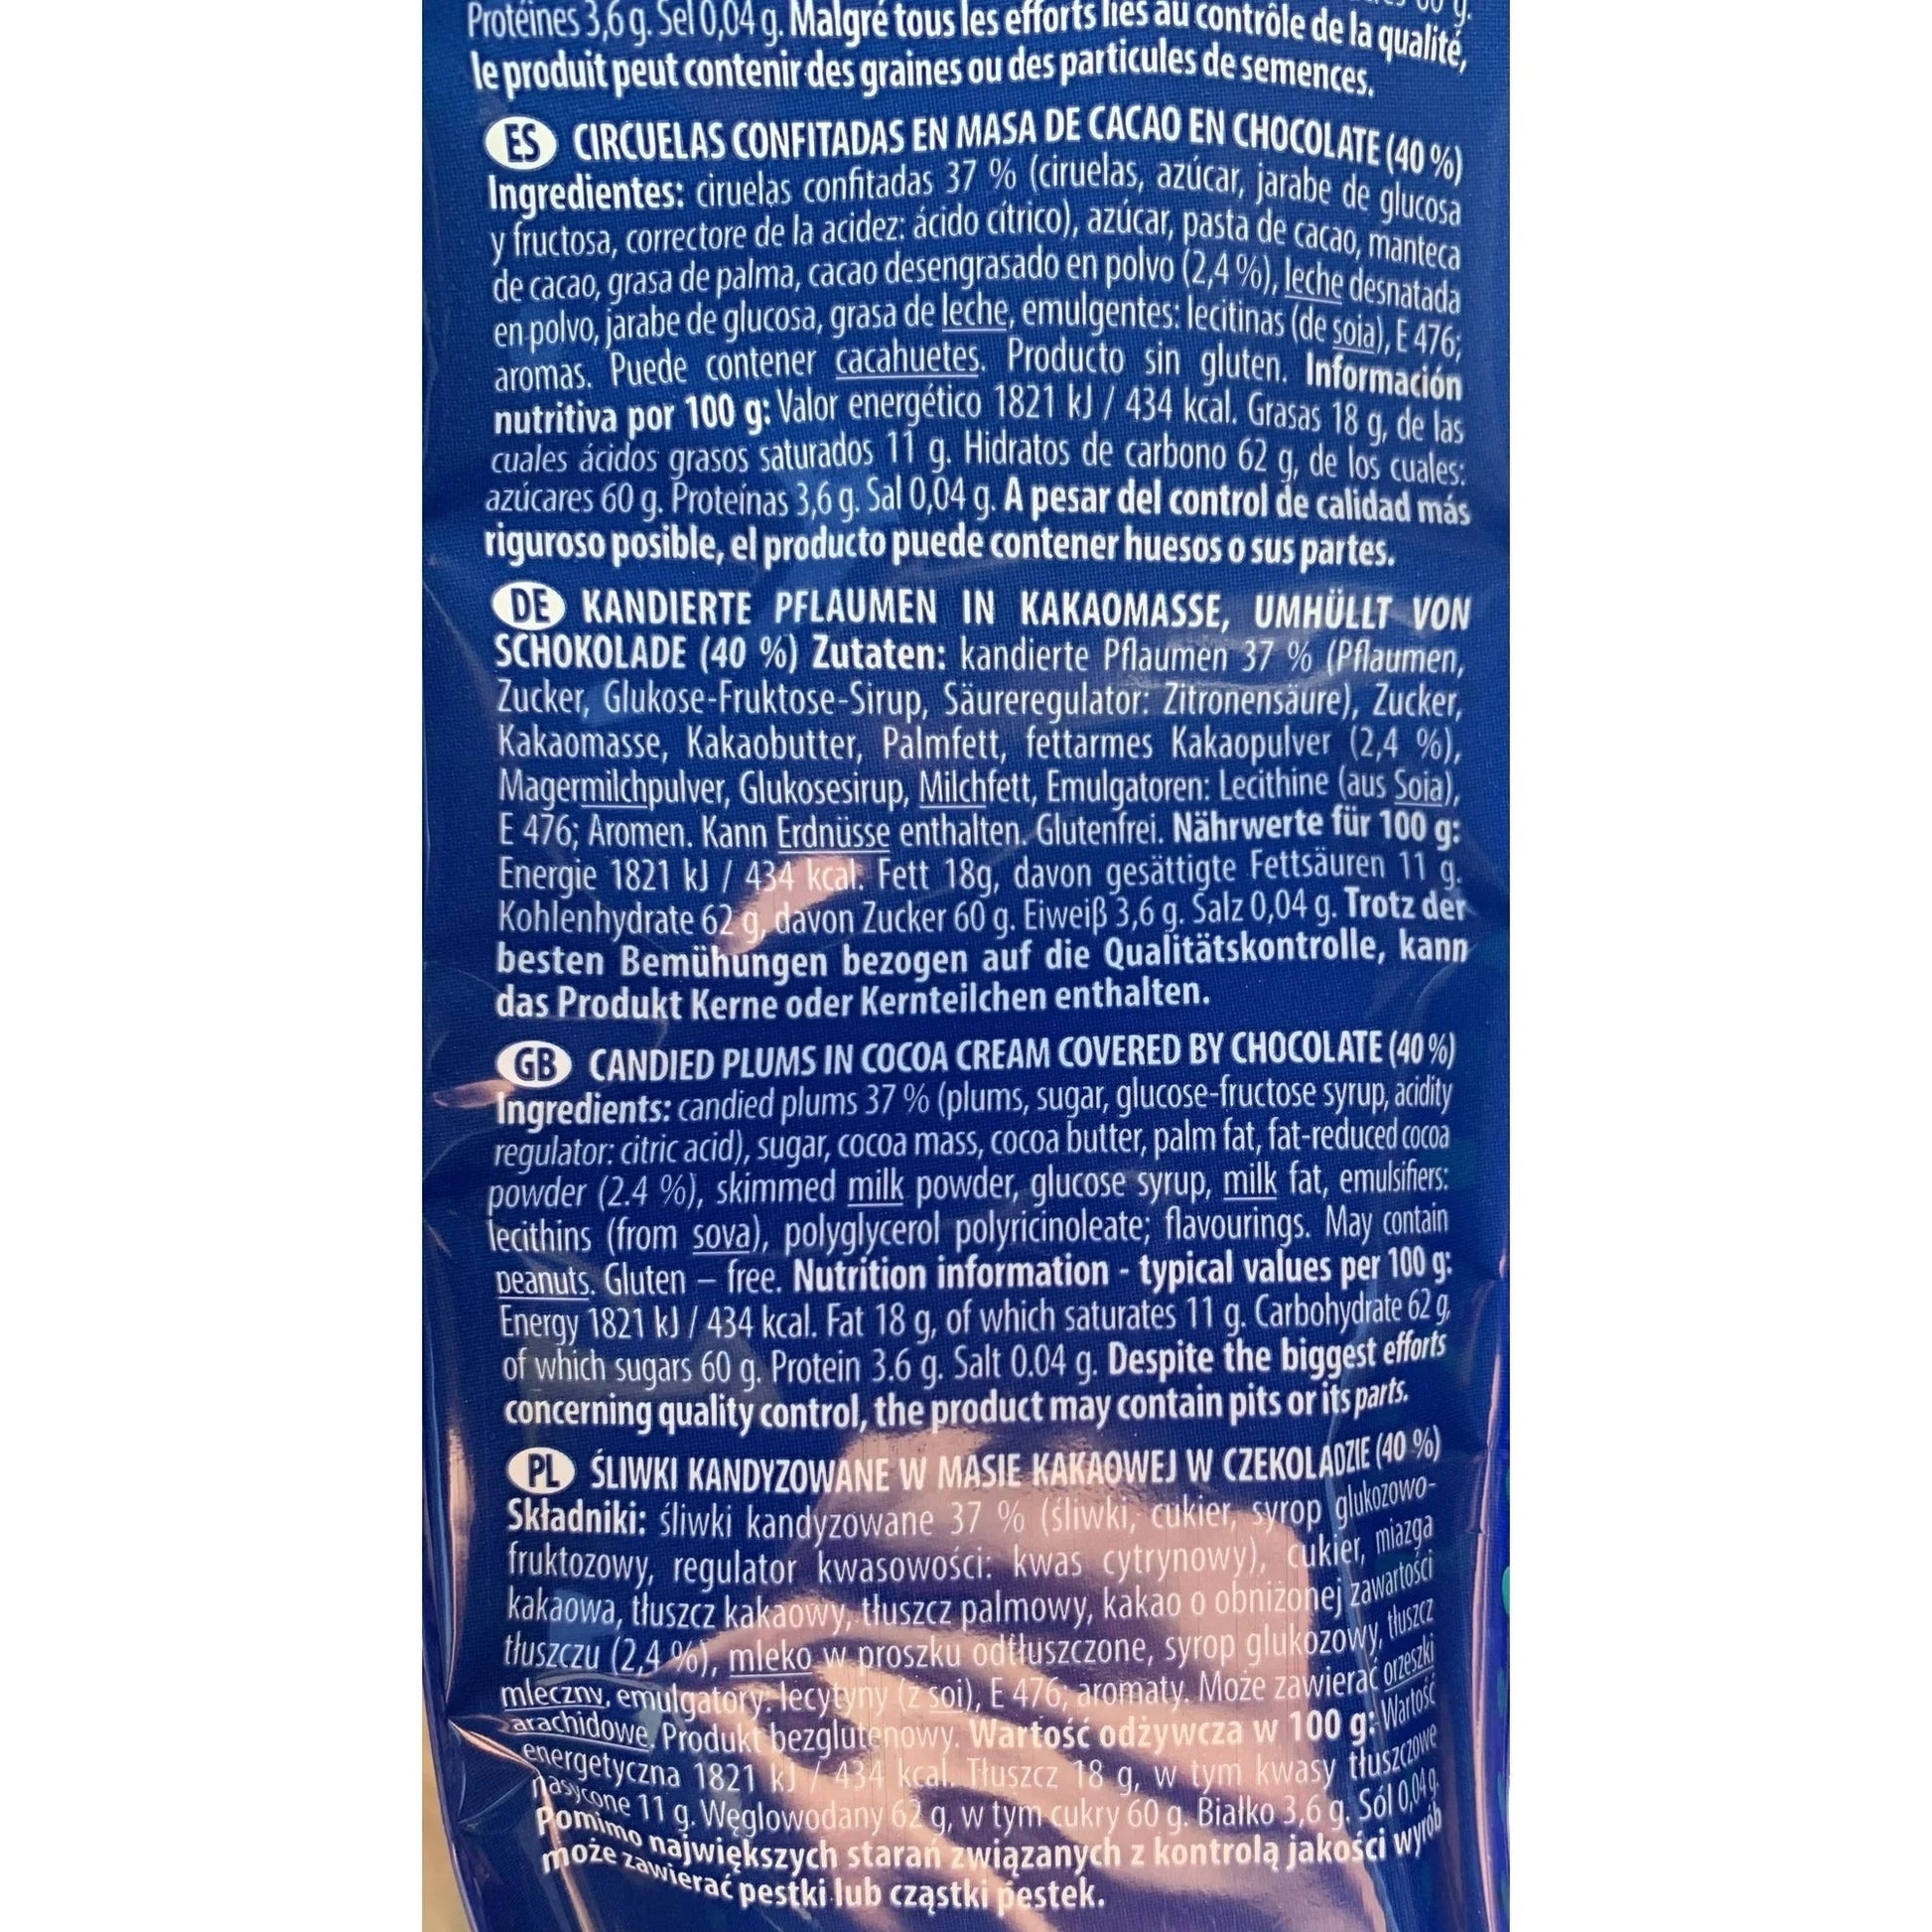 Protéines 3,6 g. Sel 0,04 g. Malgré tous les efforts liés au contrôle de la qualité,
le produit peut contenir des graines ou des particules de semences.
ES CIRCUELAS CONFITADAS EN MASA DE CACAO EN CHOCOLATE (40 %)
Ingredientes: ciruelas confitadas 37 % (ciruelas, azúcar, jarabe de glucosa
y fructosa, correctore de la acidez: ácido cítrico), azúcar, pasta de cacao, manteca
de cacao, grasa de palma, cacao desengrasado en polvo (2,4 %), leche desnatada
en polvo, jarabe de glucosa, grasa de leche, emulgentes: lecitinas (de soia), E 476;
aromas. Puede contener cacahuetes. Producto sin gluten. Información
nutritiva por 100 g: Valor energético 1821 kJ / 434 kcal. Grasas 18 g, de las
cuales ácidos grasos saturados 11 g. Hidratos de carbono 62 g, de los cuales:
azúcares 60 g. Proteínas 3,6 g. Sal 0,04 g. A pesar del control de calidad más
riguroso posible, el producto puede contener huesos o sus partes.
DE KANDIERTE PFLAUMEN IN KAKAOMASSE, UMHÜLLT VON
SCHOKOLADE (40 %) Zutaten: kandierte Pflaumen 37 % (Pflaumen,
Zucker, Glukose-Fruktose-Sirup, Säureregulator: Zitronensäure), Zucker,
Kakaomasse, Kakaobutter, Palmfett, fettarmes Kakaopulver (2,4 %),
Magermilchpulver, Glukosesirup, Milchfett, Emulgatoren: Lecithine (aus Soja),
E 476; Aromen. Kann Erdnüsse enthalten. Glutenfrei. Nährwerte für 100 g:
Energie 1821 kJ / 434 kcal. Fett 18g, davon gesättigte Fettsäuren 11 g.
Kohlenhydrate 62 g, davon Zucker 60 g. Eiweiß 3,6 g. Salz 0,04 g. Trotz der
besten Bemühungen bezogen auf die Qualitätskontrolle, kann
das Produkt Kerne oder Kernteilchen enthalten.
GB CANDIED PLUMS IN COCOA CREAM COVERED BY CHOCOLATE (40 %)
Ingredients: candied plums 37 % (plums, sugar, glucose-fructose syrup, acidity
regulator: citric acid), sugar, cocoa mass, cocoa butter, palm fat, fat-reduced cocoa
powder (2.4 %), skimmed milk powder, glucose syrup, milk fat, emulsifiers:
lecithins (from soya), polyglycerol polyricinoleate; flavourings. May contain
peanuts. Gluten – free. Nutrition information - typical values per 100 g:
Energy 1821 kJ / 434 kcal. Fat 18 g, of which saturates 11 g. Carbohydrate 62 g,
of which sugars 60 g. Protein 3.6 g. Salt 0.04 g. Despite the biggest efforts
concerning quality control, the product may contain pits or its parts.
PL ŚLIWKI KANDYZOWANE W MASIE KAKAOWEJ W CZEKOLADZIE (40 %)
Składniki: śliwki kandyzowane 37 % (śliwki, cukier, syrop glukozowo-
fruktozowy, regulator kwasowości: kwas cytrynowy), cukier, miazga
kakaowa, tłuszcz kakaowy, tłuszcz palmowy, kakao o obniżonej zawartości
tłuszczu (2,4 %), mleko w proszku odtłuszczone, syrop glukozowy, tłuszcz
mleczny, emulgatory: lecytyny (z soi), E 476; aromaty. Może zawierać orzeszki
arachidowe. Produkt bezglutenowy. Wartość odżywcza w 100 g: Wartość
energetyczna 1821 kJ / 434 kcal. Tłuszcz 18 g, w tym kwasy tłuszczowe
nasycone 11 g. Węglowodany 62 g, w tym cukry 60 g. Białko 3,6 g. Sól 0,04 g.
Pomimo największych starań związanych z kontrolą jakości wyrób
może zawierać pestki lub cząstki pestek.